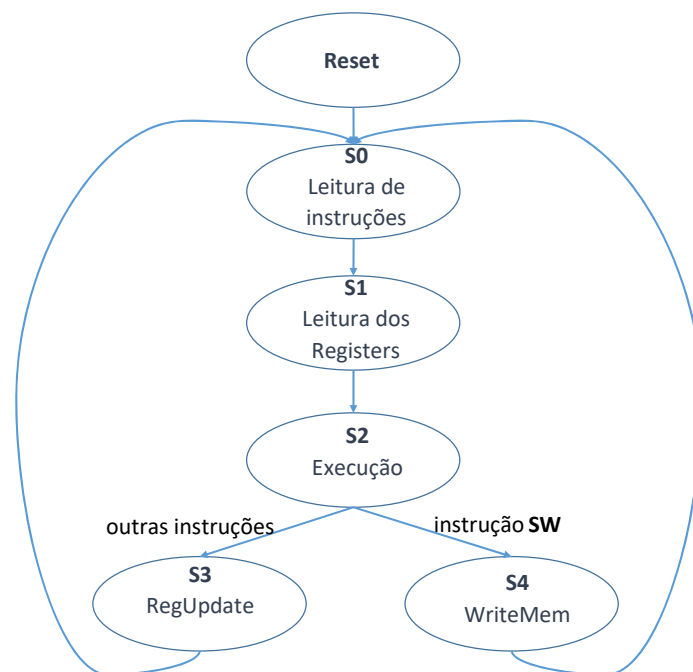 Reset
S0
Leitura de
instruções
S1
Leitura dos
Registers
S2
Execução
outras instruções
instrução SW
S3
RegUpdate
S4
WriteMem